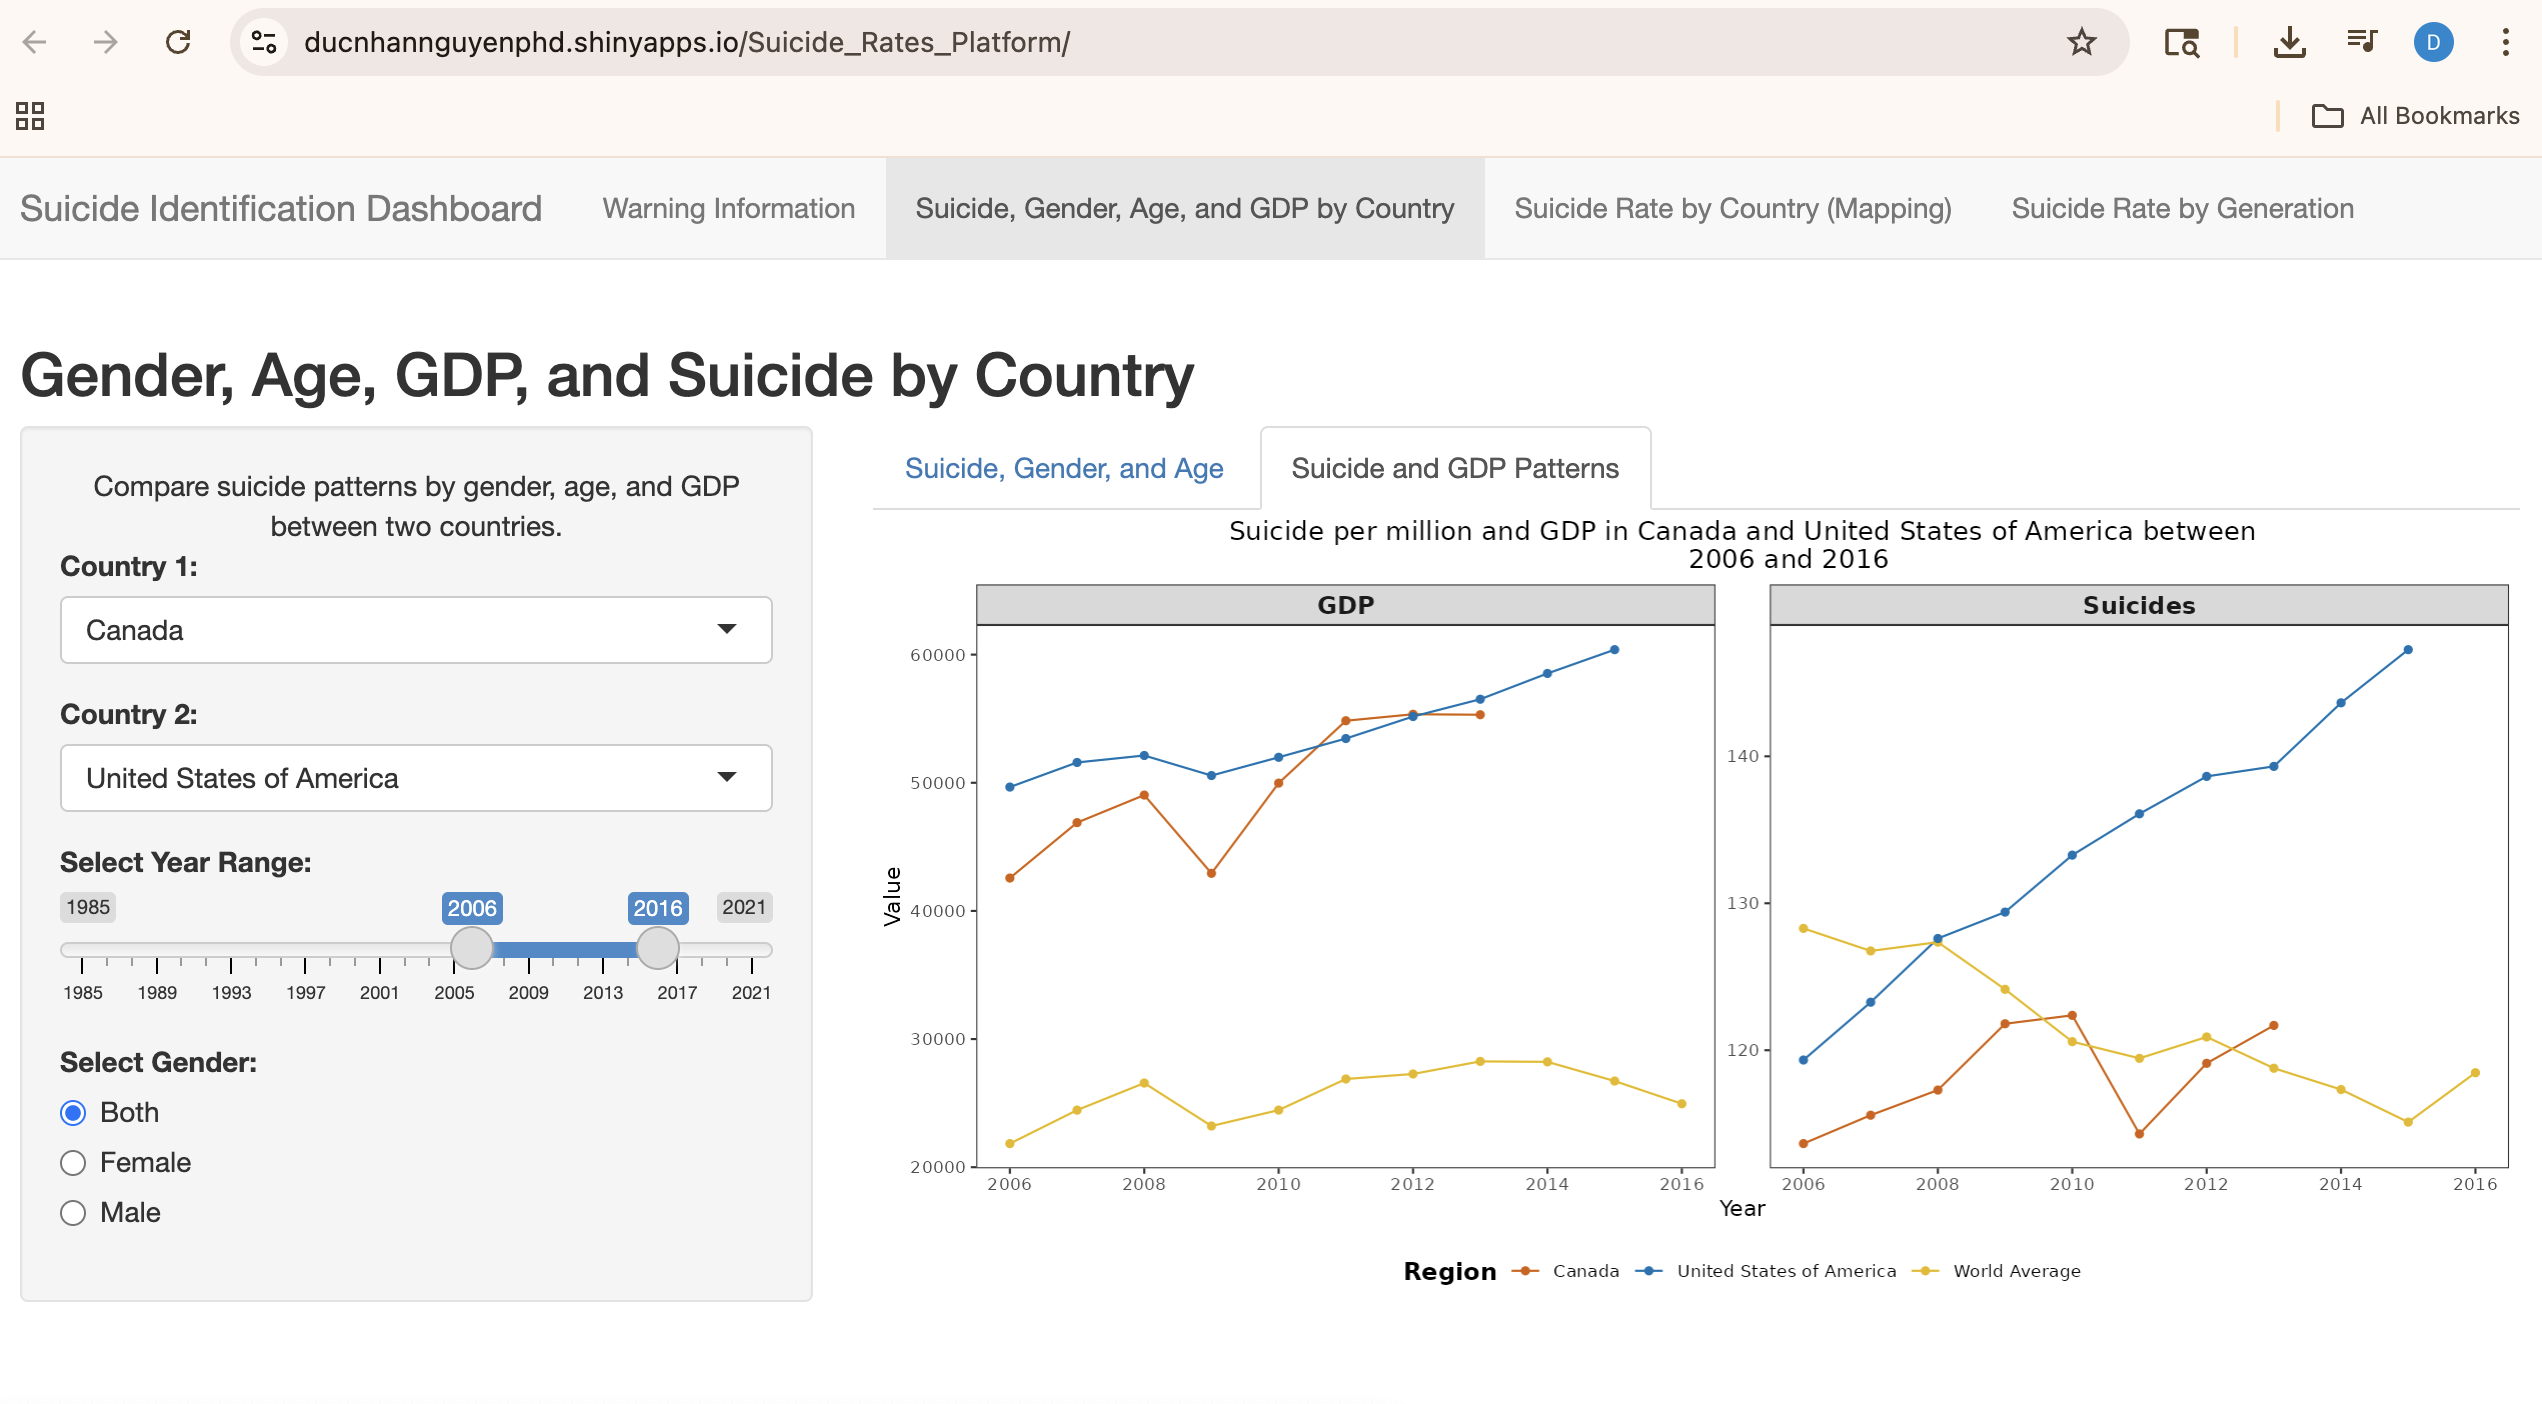 ducnhannguyenphd.shinyapps.io/Suicide_Rates_Platform/
D
All Bookmarks
Suicide Identification Dashboard
Warning Information
Suicide, Gender, Age, and GDP by Country
Suicide Rate by Country (Mapping)
Suicide Rate by Generation
Gender, Age, GDP, and Suicide by Country
Compare suicide patterns by gender, age, and GDP
between two countries.
Country 1:
Canada
Country 2:
United States of America
Select Year Range:
1985
2006
2016
2021
1985 1989 1993 1997 2001 2005 2009 2013 2017 2021
Select Gender:
Both
Female
Male
Suicide, Gender, and Age
Suicide and GDP Patterns
Suicide per million and GDP in Canada and United States of America between
2006 and 2016
GDP
Suicides
Value
60000
50000
40000
30000
20000
140
130
120
2006 2008 2010 2012 2014 2016
2006 2008 2010 2012 2014 2016
Year
Region Canada United States of America World Average